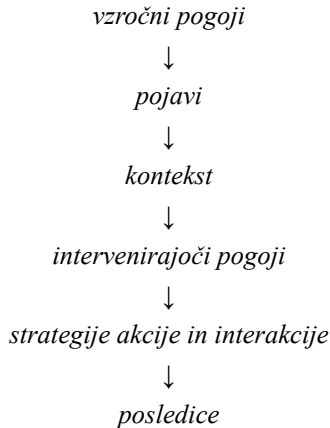 vzročni pogoji
↓
pojavi
↓
kontekst
↓
intervenirajoči pogoji
↓
strategije akcije in interakcije
↓
posledice